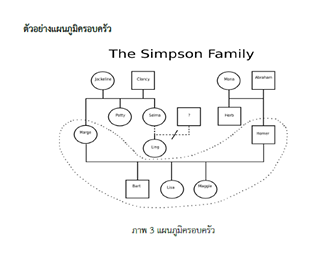 ตัวอย่างแผนภูมิครอบครัว
The Simpson Family
Jackeline
Clancy
Mona
Abraham
Patty
Selma
?
Herb
Marge
Homer
Ling
Bart
Lisa
Maggie
ภาพ 3 แผนภูมิครอบครัว